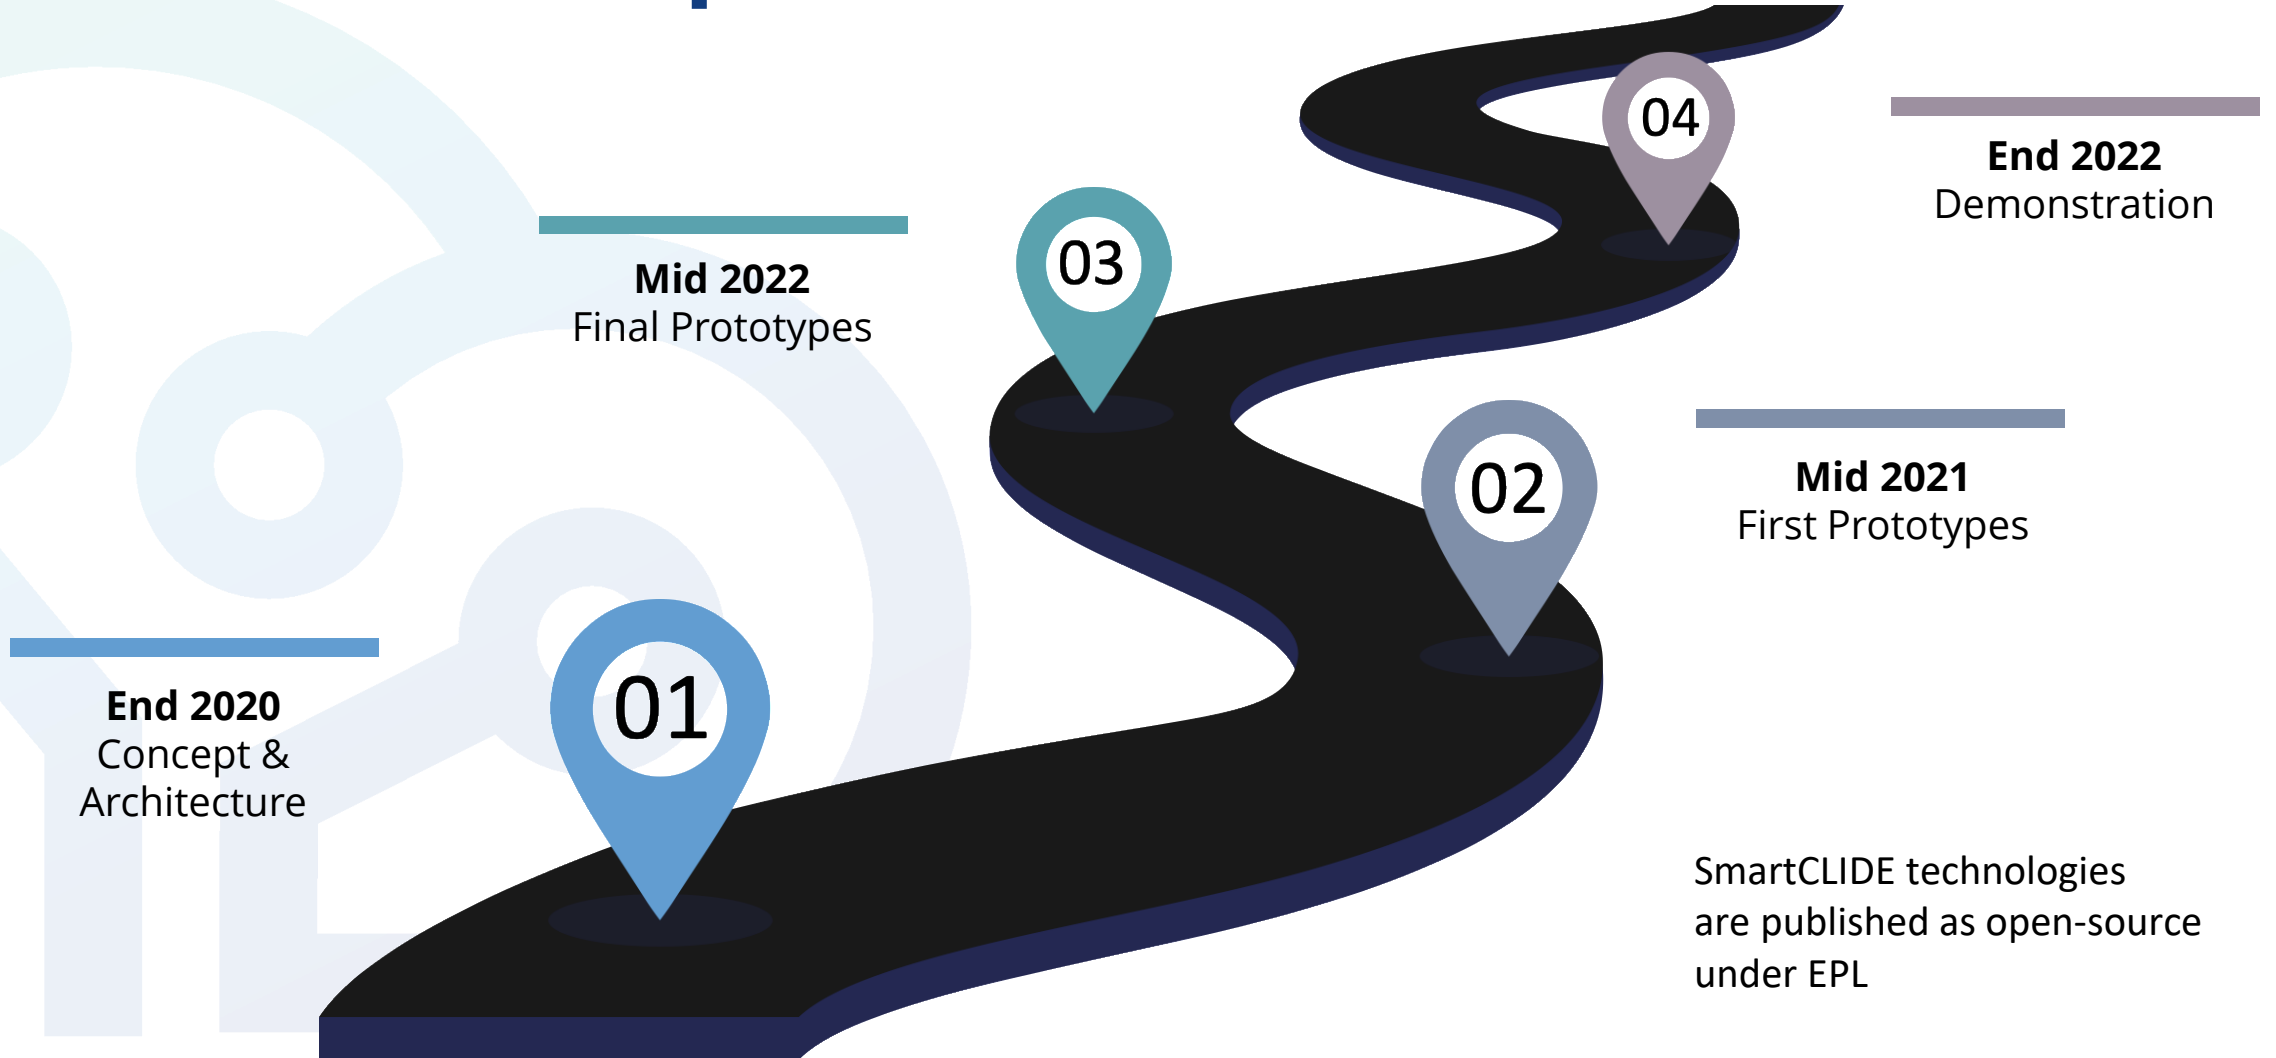 01
End 2020
Concept &
Architecture
02
Mid 2021
First Prototypes
03
Mid 2022
Final Prototypes
04
End 2022
Demonstration
SmartCLIDE technologies
are published as open-source
under EPL